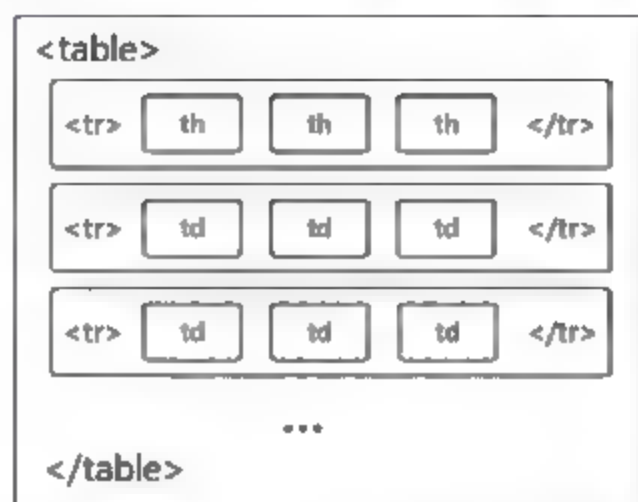 <table>
<tr> th th th </tr>
<tr> td td td </tr>
<tr> td td td </tr>
...
</table>